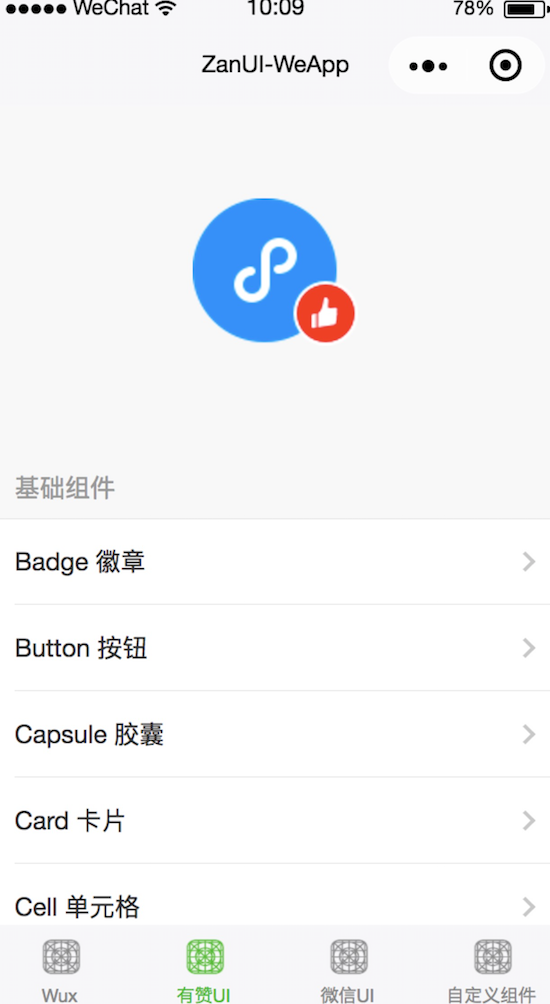 WeChat 10:09 78%
ZanUI-WeApp
基础组件
Badge 徽章
Button 按钮
Capsule 胶囊
Card 卡片
Cell 单元格
Wux 有赞UI 微信UI 自定义组件